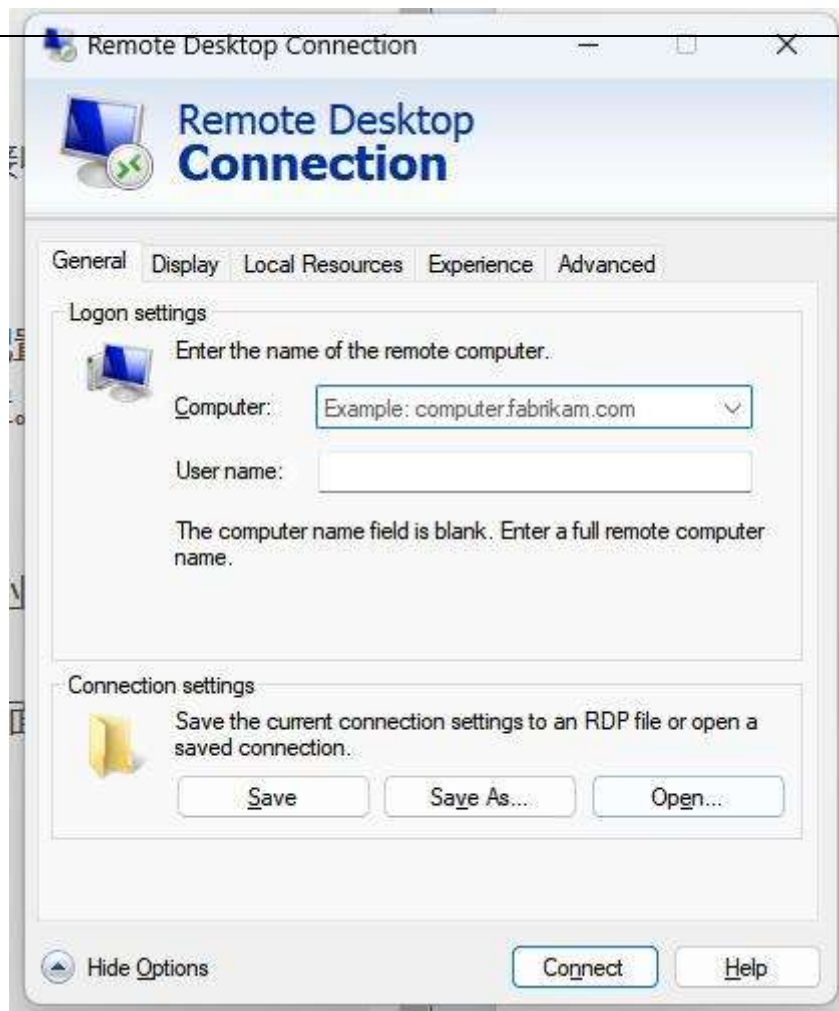 Remote Desktop Connection
Remote Desktop
Connection
General Display Local Resources Experience Advanced
Logon settings
Enter the name of the remote computer.
Computer: Example: computer.fabrikam.com
User name:
The computer name field is blank. Enter a full remote computer
name.
Connection settings
Save the current connection settings to an RDP file or open a
saved connection.
Save Save As... Open...
Hide Options Connect Help